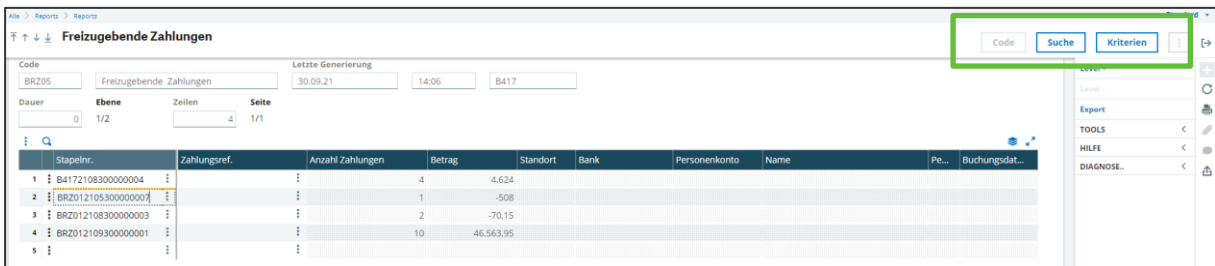 Alle > Reports > Reports
Freizugebende Zahlungen
Code Suche Kriterien
Code Letzte Generierung
BRZ05 Freizugebende Zahlungen 30.09.21 14:06 B417
Dauer Ebene Zeilen Seite
0 1/2 4 1/1
Level -
Export
TOOLS
HILFE
DIAGNOSE..
Stapelnr. Zahlungsref. Anzahl Zahlungen Betrag Standort Bank Personenkonto Name Pe... Buchungsdat...
1 B4172108300000004 4 4.624
2 BRZ012105300000007 1 -508
3 BRZ012108300000003 2 -70,15
4 BRZ012109300000001 10 46.563,95
5